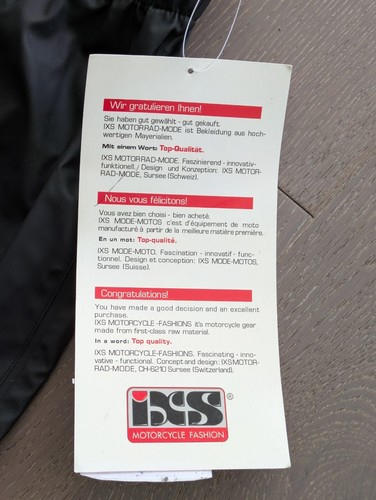 Wir gratulieren Ihnen!
Sie haben gut gewählt - gut gekauft.
IXS MOTORRAD-MODE ist Bekleidung aus hoch-
wertigen Mayerialien.
Mit einem Wort: Top-Qualität.
IXS MOTORRAD-MODE. Faszinierend - innovativ-
funktionell./ Design und Konzeption: IXS MOTOR-
RAD-MODE, Sursee (Schweiz).
Nous vous félicitons!
Vous avez bien choisi - bien acheté.
IXS MODE-MOTOS c'est d'équipement de moto
manufacturé à partir de la meilleure matière première.
En un mot: Top-qualité.
IXS MODE-MOTO. Fascination - innovatif - func-
tionnel. Design et conception: IXS MODE-MOTOS,
Sursee (Suisse).
Congratulations!
You have made a good decision and an excellent
purchase.
IXS MOTORCYCLE -FASHIONS it's motorcycle gear
made from first-class raw material.
In a word: Top quality.
IXS MOTORCYCLE-FASHIONS. Fascinating - inno-
vative - functional. Concept and design: IXS MOTOR-
RAD-MODE, CH-6210 Sursee (Switzerland).
iXS®
MOTORCYCLE FASHION